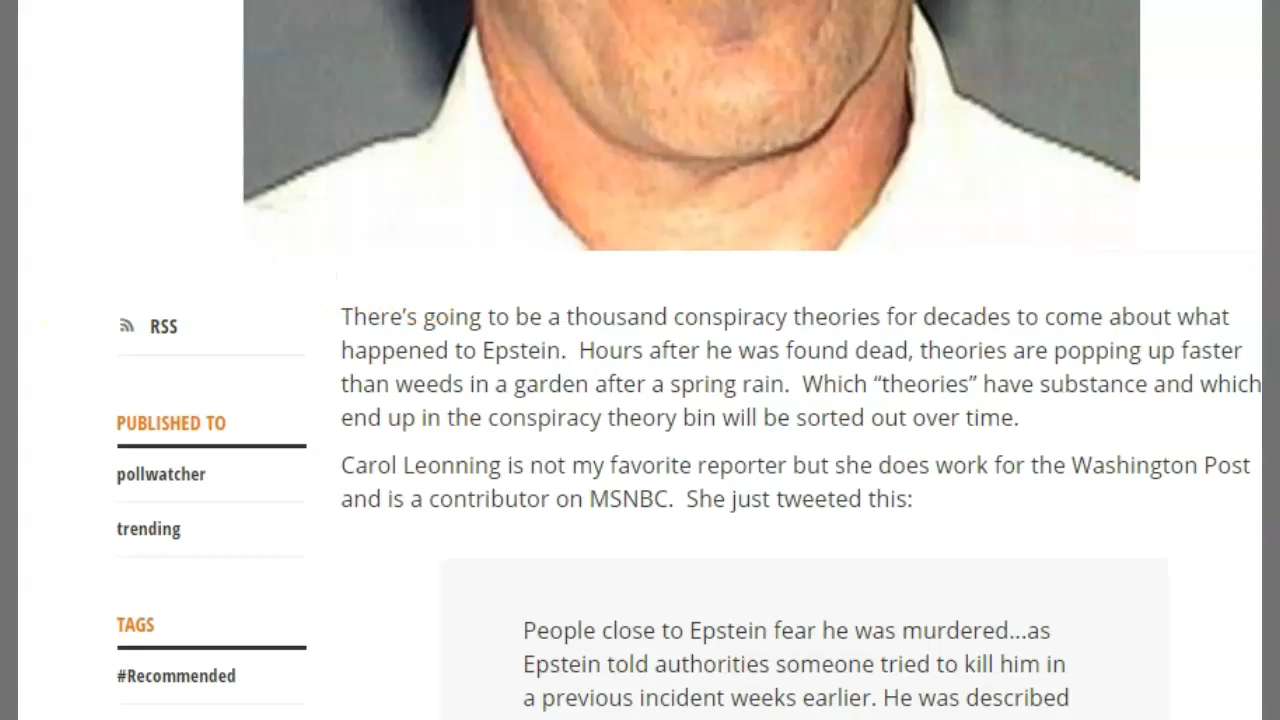 RSS
PUBLISHED TO
pollwatcher
trending
TAGS
#Recommended
There’s going to be a thousand conspiracy theories for decades to come about what
happened to Epstein.  Hours after he was found dead, theories are popping up faster
than weeds in a garden after a spring rain.  Which “theories” have substance and which
end up in the conspiracy theory bin will be sorted out over time.
Carol Leonning is not my favorite reporter but she does work for the Washington Post
and is a contributor on MSNBC.  She just tweeted this:
People close to Epstein fear he was murdered...as
Epstein told authorities someone tried to kill him in
a previous incident weeks earlier. He was described